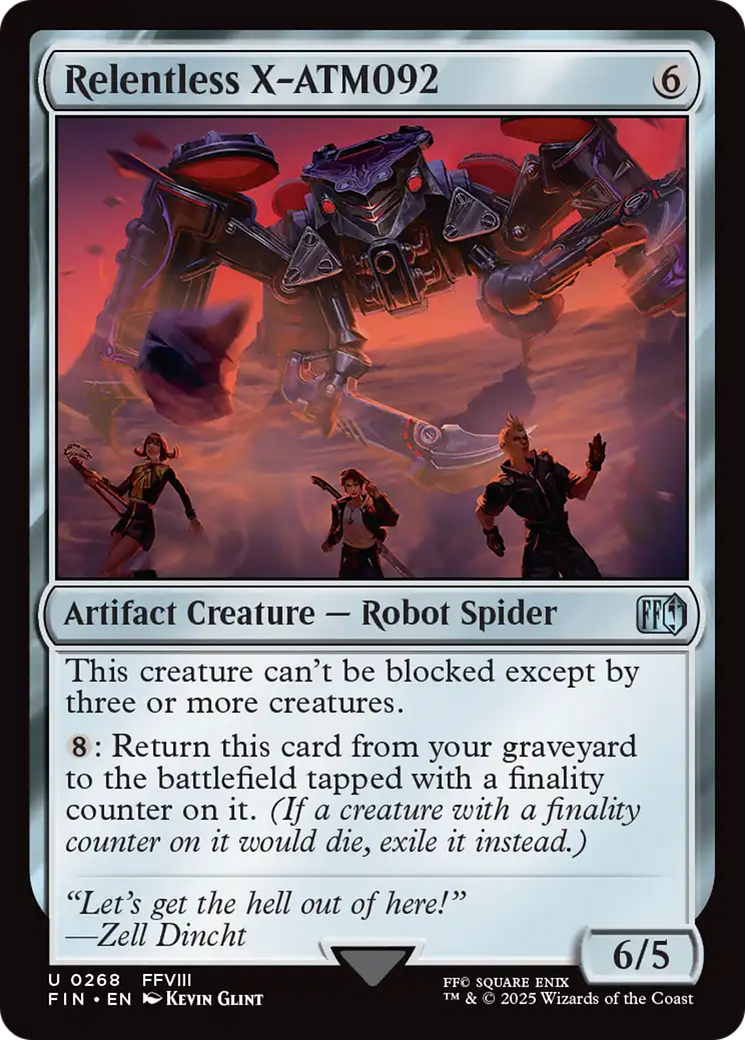 Relentless X-ATM092 6
Artifact Creature — Robot Spider FF
This creature can't be blocked except by
three or more creatures.
8: Return this card from your graveyard
to the battlefield tapped with a finality
counter on it. (If a creature with a finality
counter on it would die, exile it instead.)
“Let's get the hell out of here!”
—Zell Dincht
6/5
U 0268 FFVIII
FIN • EN Kevin Glint
FF© SQUARE ENIX
™ & © 2025 Wizards of the Coast